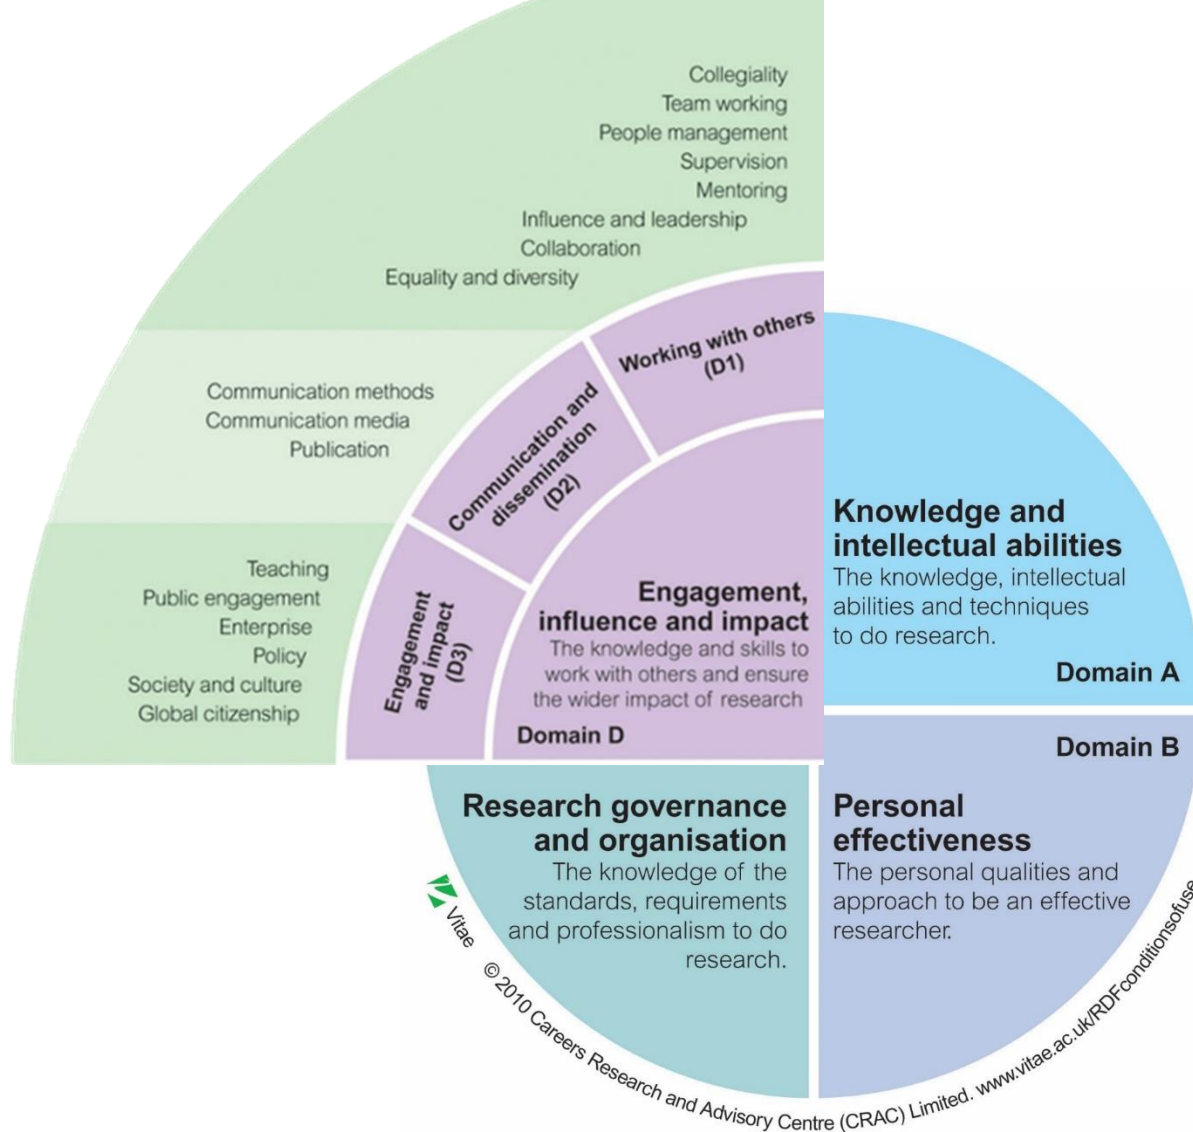 Collegiality
Team working
People management
Supervision
Mentoring
Influence and leadership
Collaboration
Equality and diversity
Working with others
(D1)
Communication methods
Communication media
Publication
Communication and
dissemination
(D2)
Teaching
Public engagement
Enterprise
Policy
Society and culture
Global citizenship
Engagement
and impact
(D3)
Engagement,
influence and impact
The knowledge and skills to
work with others and ensure
the wider impact of research
Domain D
Knowledge and
intellectual abilities
The knowledge, intellectual
abilities and techniques
to do research.
Domain A
Domain B
Personal
effectiveness
The personal qualities and
approach to be an effective
researcher.
Research governance
and organisation
The knowledge of the
standards, requirements
and professionalism to do
research.
Vitae
© 2010 Careers Research and Advisory Centre (CRAC) Limited. www.vitae.ac.uk/RDFconditionsofuse